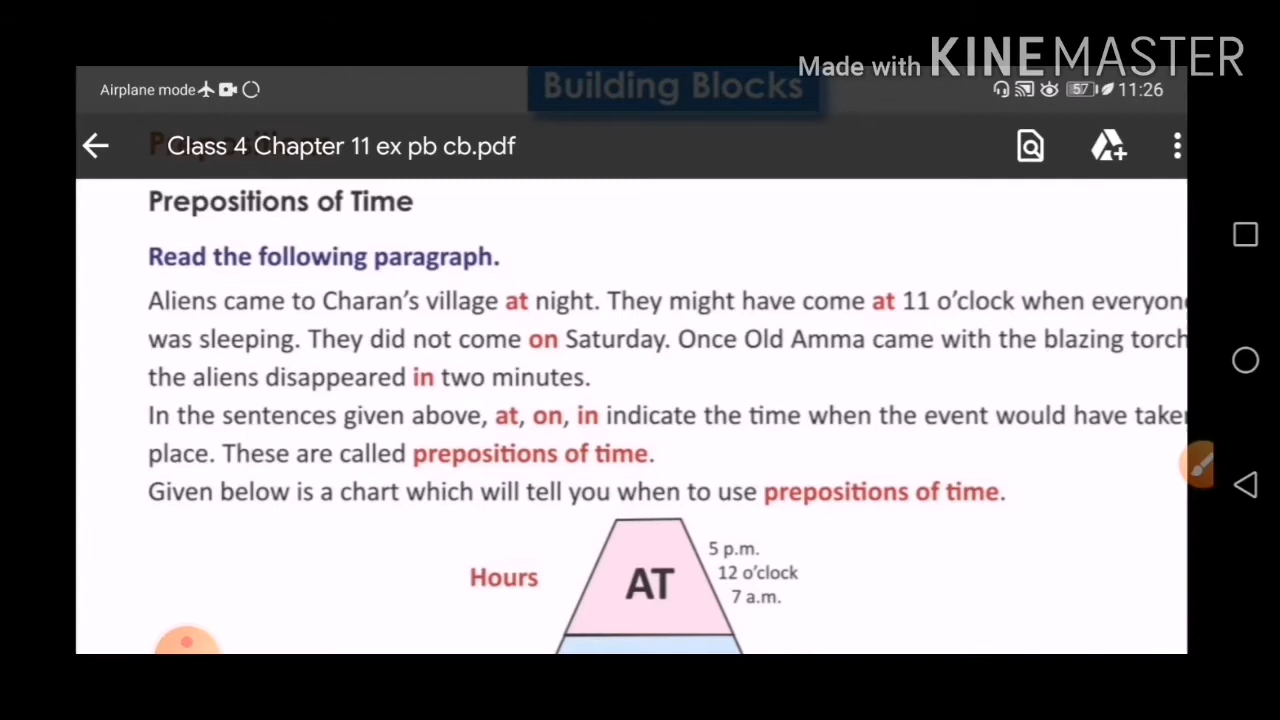 Made with KINEMASTER
Building Blocks
Airplane mode 57 11:26
Class 4 Chapter 11 ex pb cb.pdf
Prepositions of Time
Read the following paragraph.
Aliens came to Charan's village at night. They might have come at 11 o'clock when everyon
was sleeping. They did not come on Saturday. Once Old Amma came with the blazing torch
the aliens disappeared in two minutes.
In the sentences given above, at, on, in indicate the time when the event would have take
place. These are called prepositions of time.
Given below is a chart which will tell you when to use prepositions of time.
5 p.m.
Hours AT 12 o'clock
7 a.m.